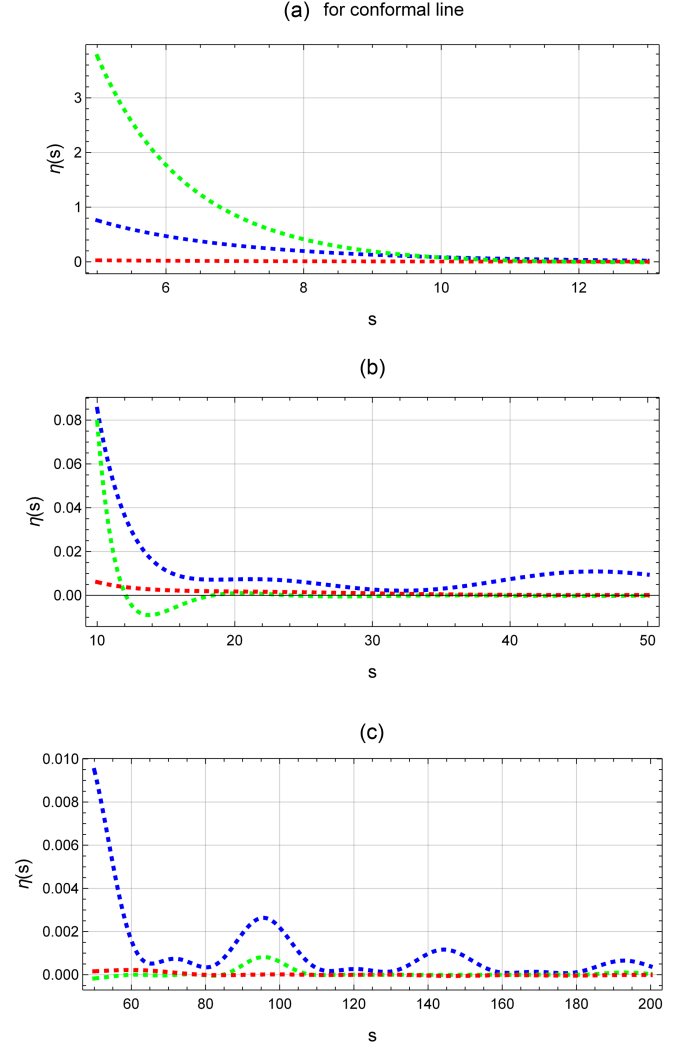 (a) for conformal line
3
2
1
0
η(s)
6 8 10 12
s
(b)
0.08
0.06
0.04
0.02
0.00
η(s)
10 20 30 40 50
s
(c)
0.010
0.008
0.006
0.004
0.002
0.000
η(s)
60 80 100 120 140 160 180 200
s